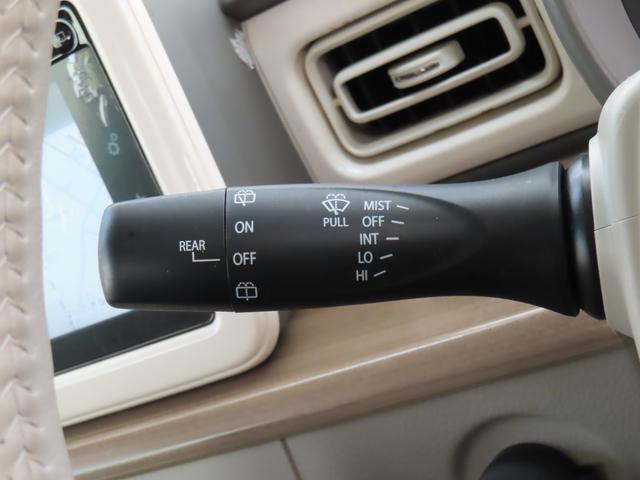 REAR
ON
OFF
PULL
MIST
OFF
INT
LO
HI